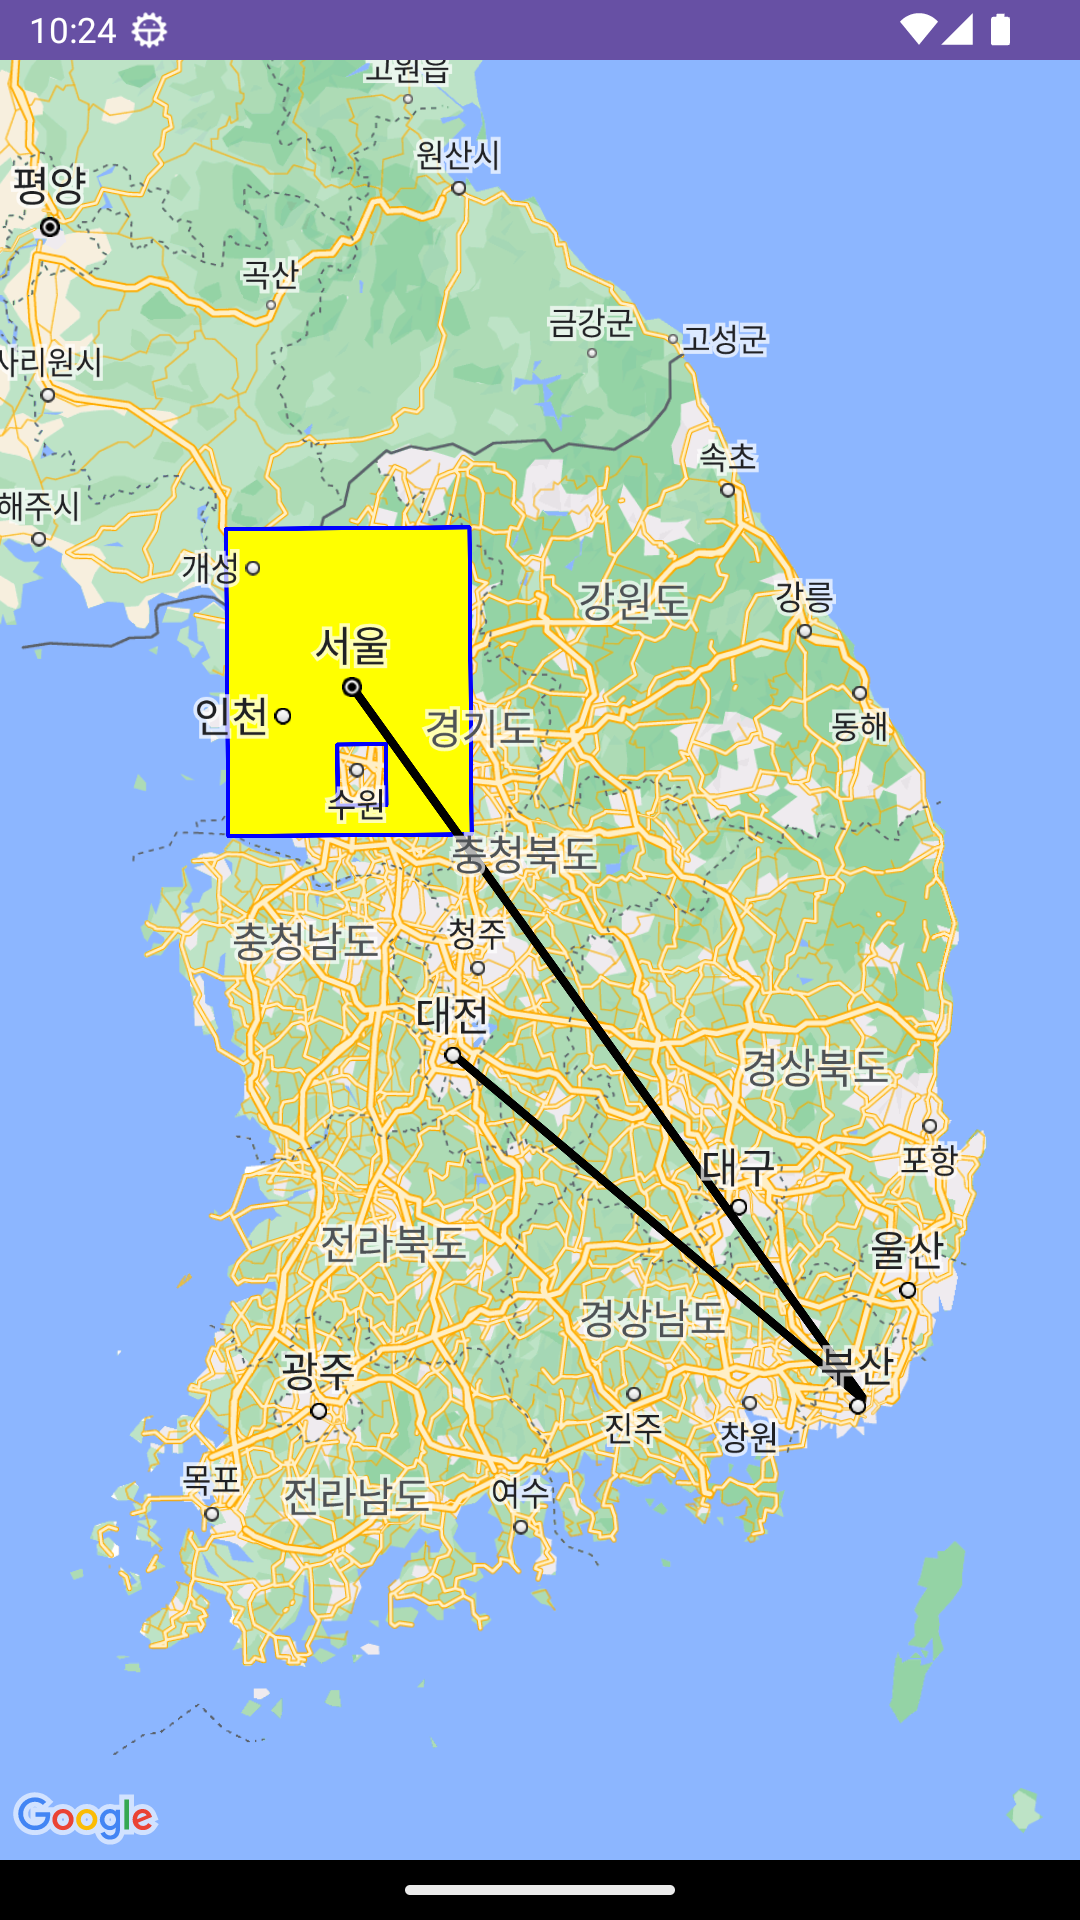 10:24
고원읍
원산시
평양
곡산
금강군
고성군
사리원시
속초
해주시
개성
강원도
강릉
서울
인천
경기도
동해
수원
충청북도
청주
충청남도
대전
경상북도
포항
대구
전라북도
울산
경상남도
부산
광주
진주
창원
목포
전라남도
여수
Google